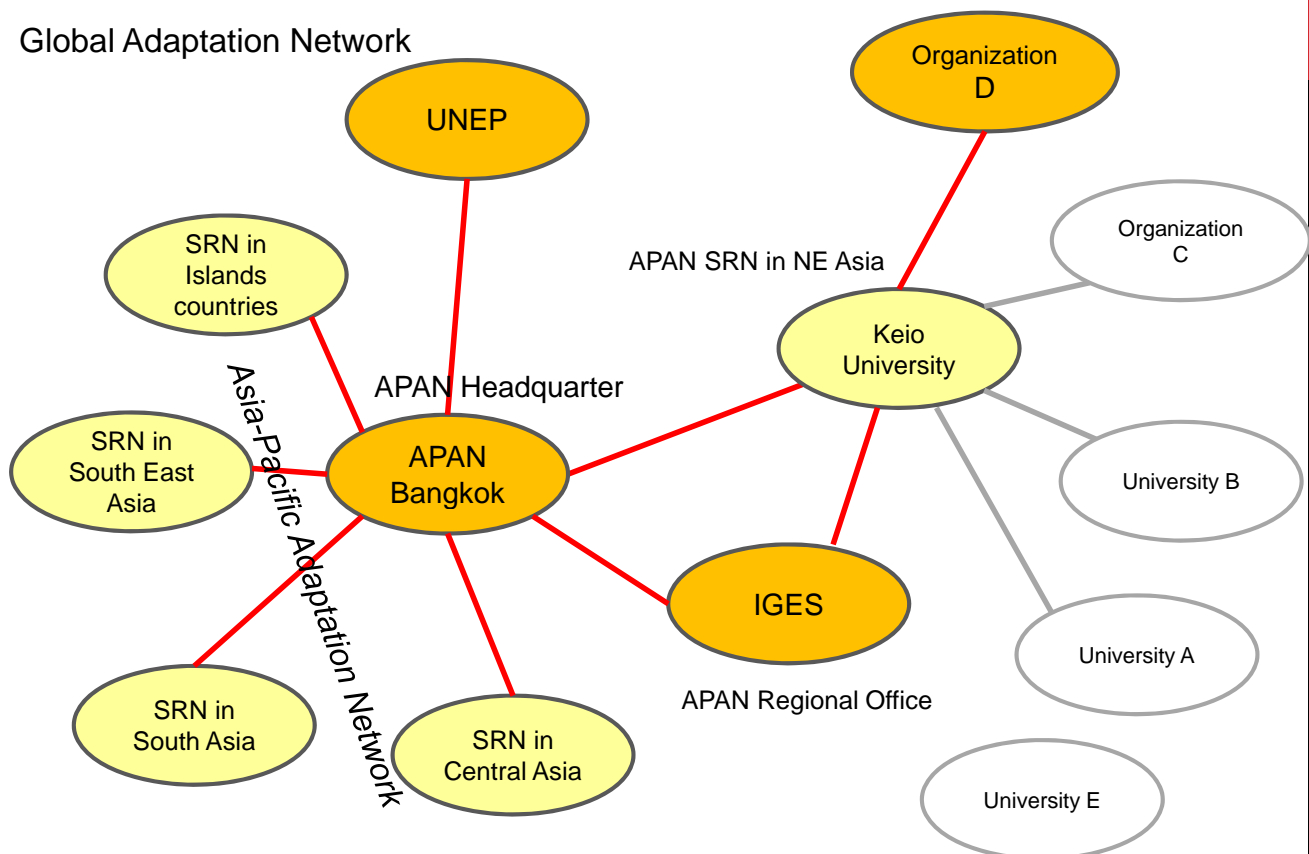 Global Adaptation Network
UNEP
Organization
D
SRN in
Islands
countries
Organization
C
APAN SRN in NE Asia
Keio
University
APAN Headquarter
Asia-Pacific Adaptation Network
SRN in
South East
Asia
APAN
Bangkok
University B
IGES
University A
APAN Regional Office
SRN in
South Asia
SRN in
Central Asia
University E